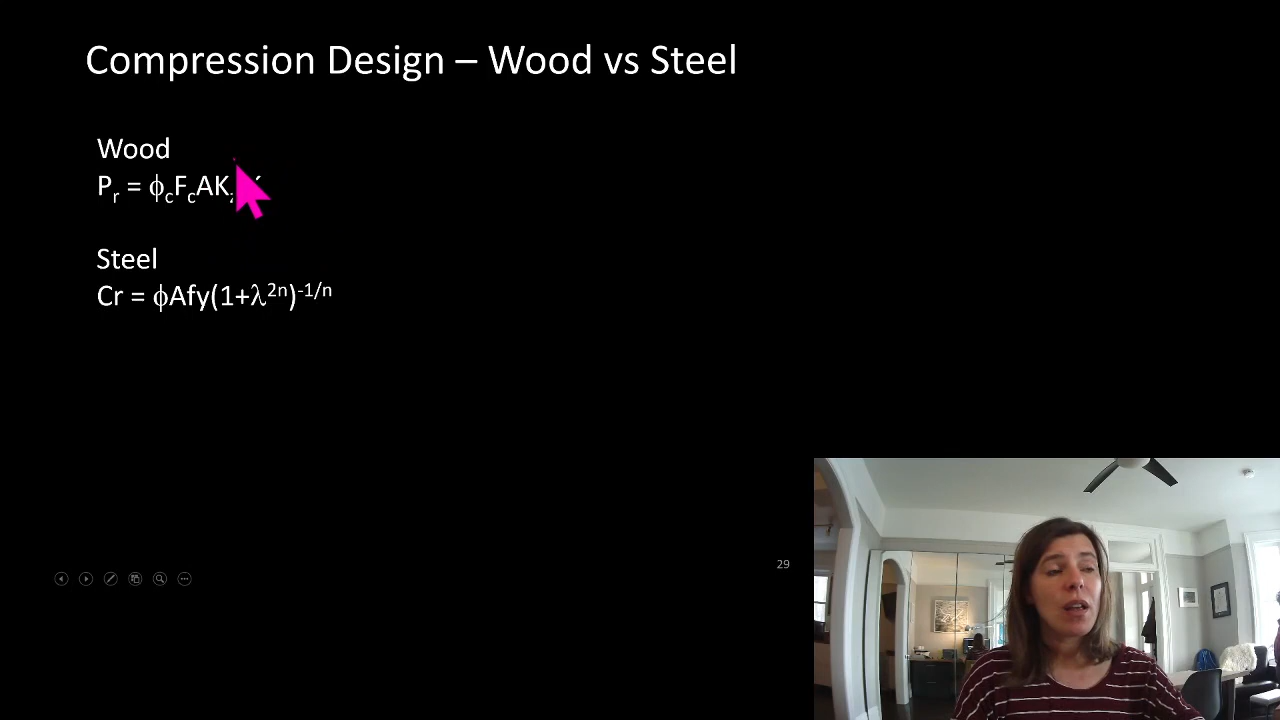 Compression Design – Wood vs Steel
Wood
Pr = ϕcFcAK
Steel
Cr = ϕAfy(1+λ²ⁿ)⁻¹/ⁿ
29